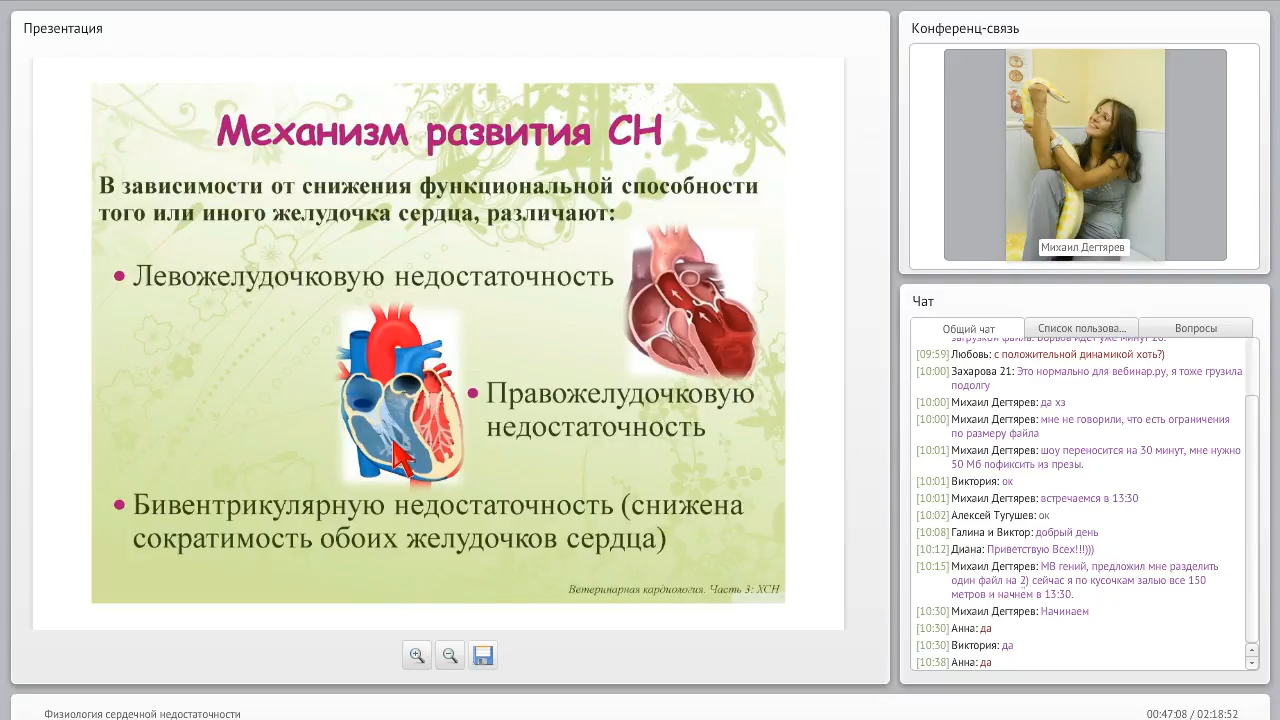 Презентация
Механизм развития СН
В зависимости от снижения функциональной способности
того или иного желудочка сердца, различают:
• Левожелудочковую недостаточность
• Правожелудочковую
недостаточность
• Бивентрикулярную недостаточность (снижена
сократимость обоих желудочков сердца)
Ветеринарная кардиология. Часть 3: ХСН
Конференц-связь
Михаил Дегтярев
Чат
Общий чат
Список пользова...
Вопросы
[09:59] Любовь: с положительной динамикой хоть?)
[10:00] Захарова 21: Это нормально для вебинар.ру, я тоже грузила
подолгу
[10:00] Михаил Дегтярев: да хз
[10:00] Михаил Дегтярев: мне не говорили, что есть ограничения
по размеру файла
[10:01] Михаил Дегтярев: шоу переносится на 30 минут, мне нужно
50 Мб пофиксить из презы.
[10:01] Виктория: ок
[10:01] Михаил Дегтярев: встречаемся в 13:30
[10:02] Алексей Тугушев: ок
[10:08] Галина и Виктор: добрый день
[10:12] Диана: Приветствую Всех!!!)))
[10:15] Михаил Дегтярев: МВ гений, предложил мне разделить
один файл на 2) сейчас я по кусочкам залью все 150
метров и начнем в 13:30.
[10:30] Михаил Дегтярев: Начинаем
[10:30] Анна: да
[10:30] Виктория: да
[10:38] Анна: да
Физиология сердечной недостаточности
00:47:08 / 02:18:52